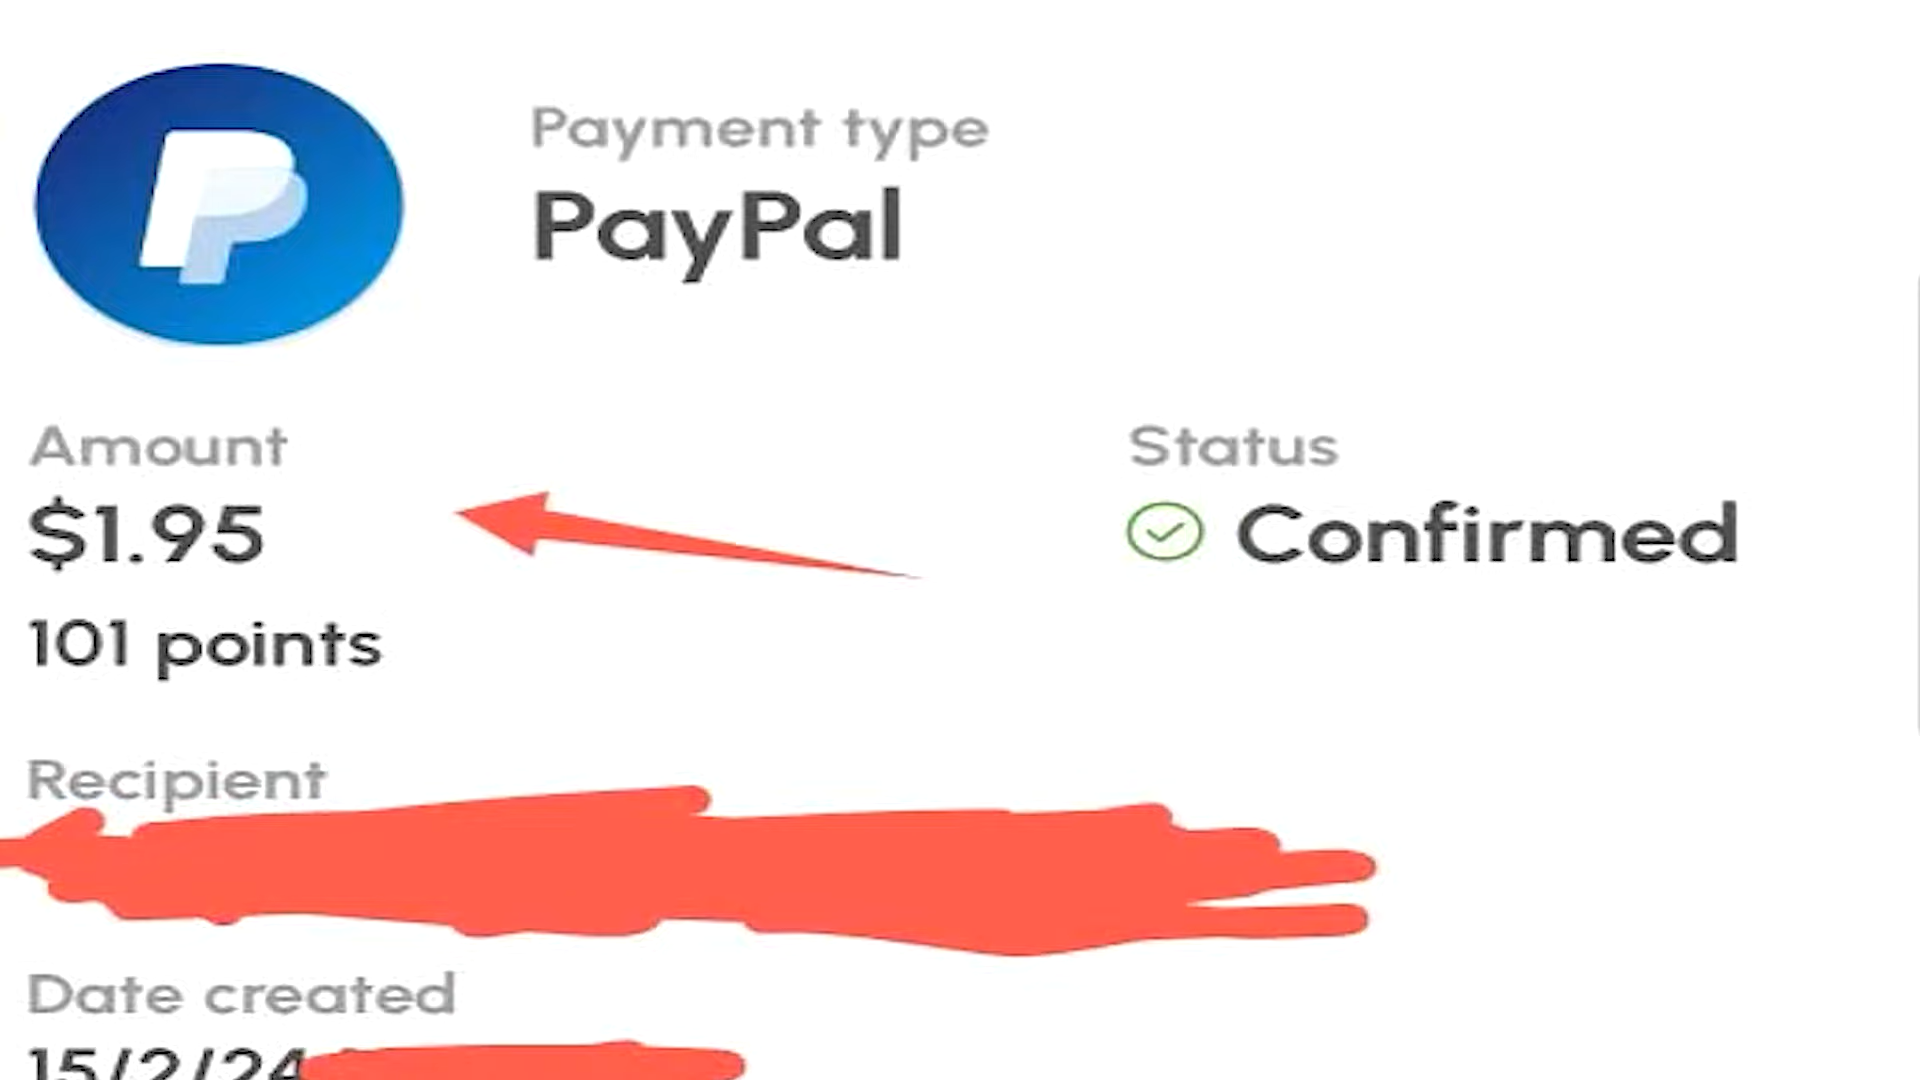 Payment type
PayPal
Amount
$1.95
101 points
Status
Confirmed
Recipient
Date created
15/2/24